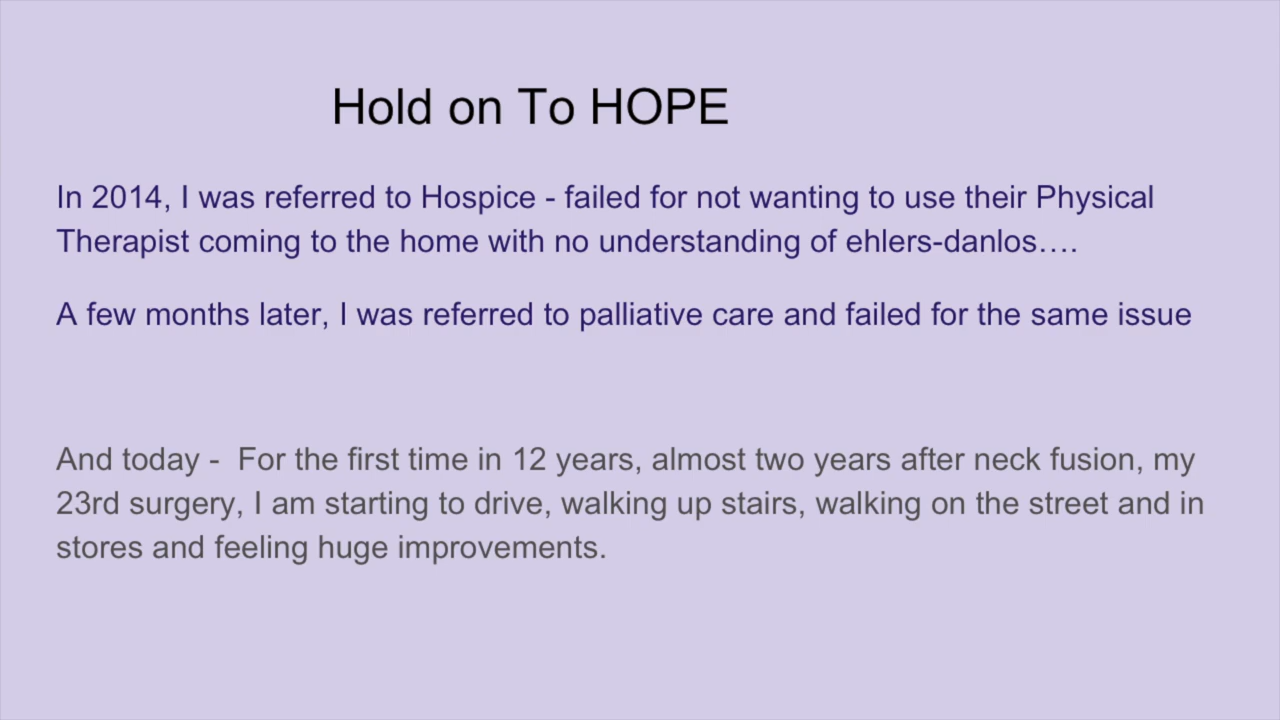 Hold on To HOPE
In 2014, I was referred to Hospice - failed for not wanting to use their Physical
Therapist coming to the home with no understanding of ehlers-danlos….
A few months later, I was referred to palliative care and failed for the same issue
And today -  For the first time in 12 years, almost two years after neck fusion, my
23rd surgery, I am starting to drive, walking up stairs, walking on the street and in
stores and feeling huge improvements.